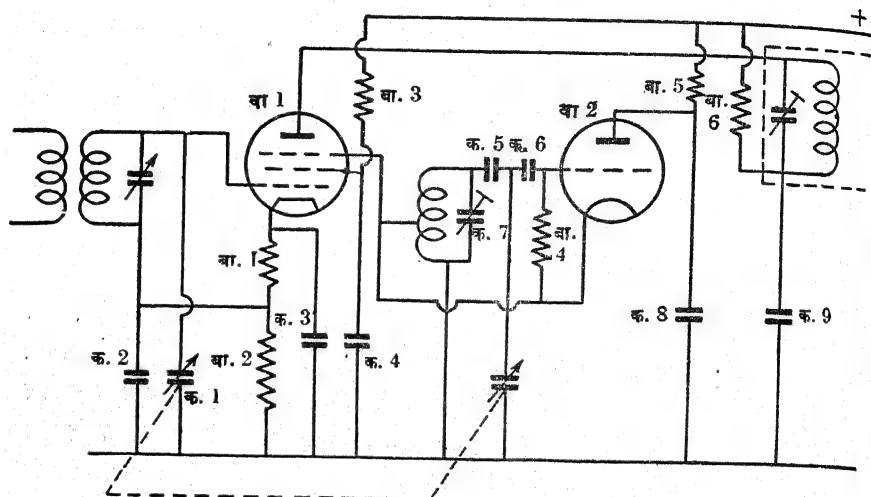 +
बा. 3
वा 1
बा. 5
बा. 6
वा 2
क. 5
क. 6
क. 7
बा. 4
बा. 1
क. 3
क. 8
क. 9
क. 2
बा. 2
क. 4
क. 1